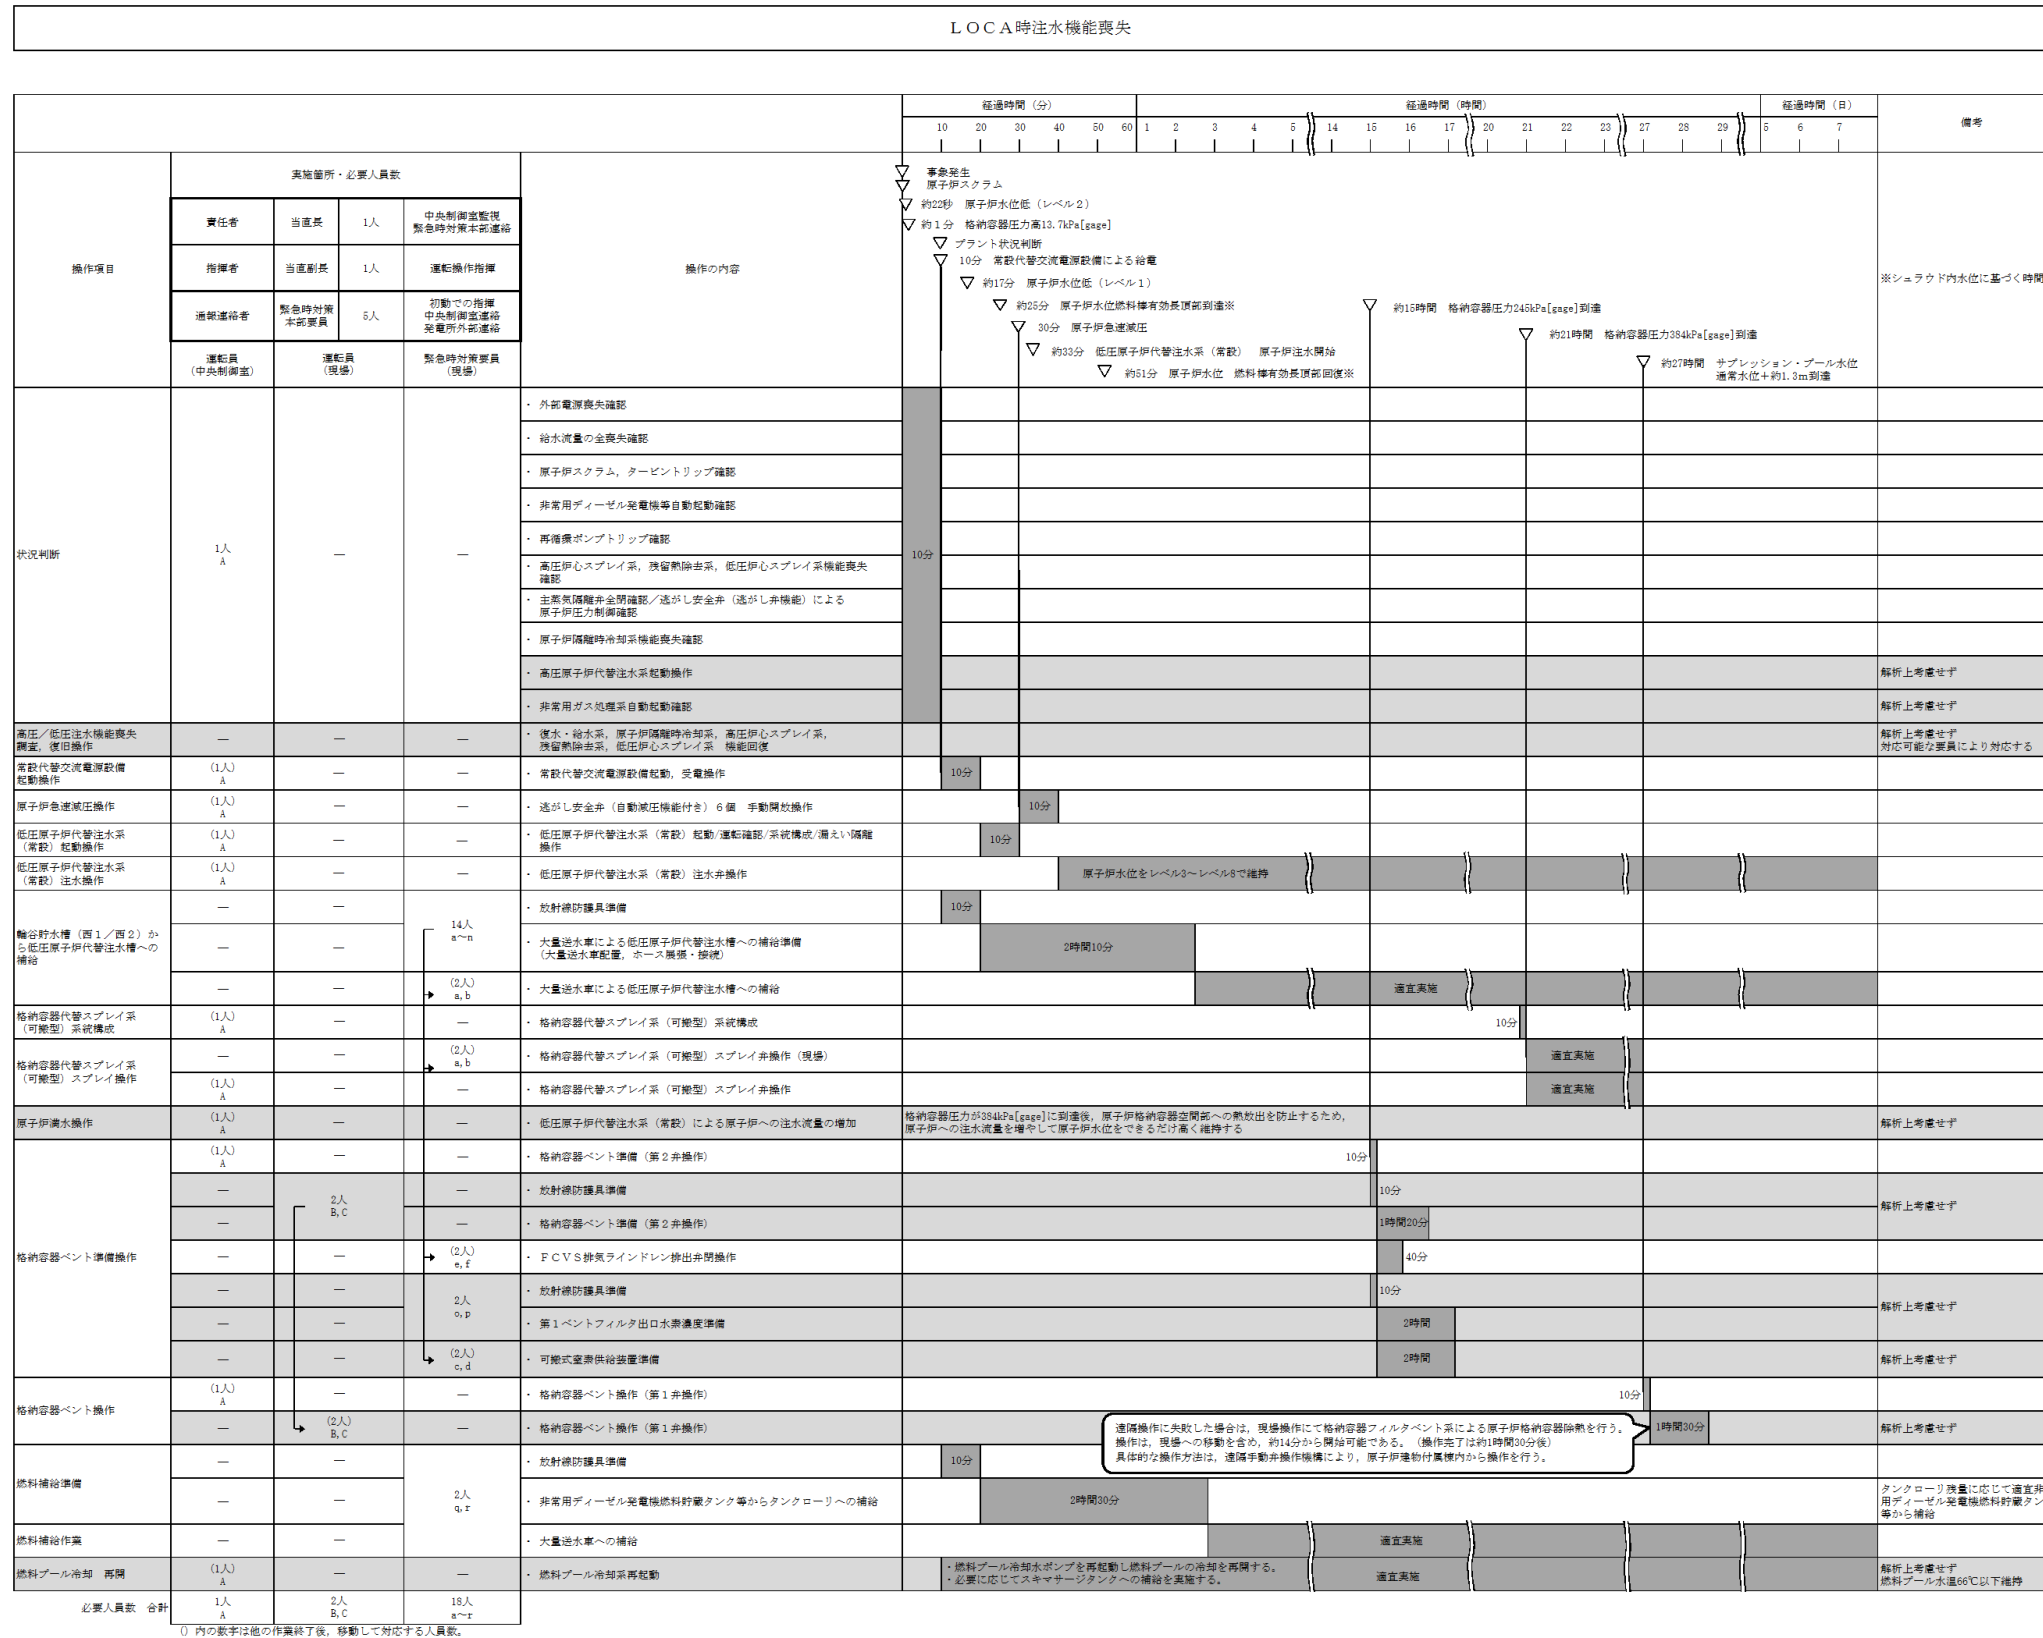 ＬＯＣＡ時注水機能喪失
経過時間（分）
経過時間（時間）
経過時間（日）
備考
10 20 30 40 50 60 1 2 3 4 5 14 15 16 17 20 21 22 23 27 28 29 5 6 7
操作項目
実施箇所・必要人員数
操作の内容
責任者 当直長 1人 中央制御室監視
緊急時対策本部連絡
指揮者 当直副長 1人 運転操作指揮
通報連絡者 緊急時対策
本部要員
5人
初動での指揮
中央制御室連絡
発電所外部連絡
運転員
（中央制御室）
運転員
（現場）
緊急時対策要員
（現場）
事象発生
原子炉スクラム
約22秒　原子炉水位低（レベル２）
約１分　格納容器圧力高13.7kPa[gage]
プラント状況判断
10分　常設代替交流電源設備による給電
約17分　原子炉水位低（レベル１）
約25分　原子炉水位燃料棒有効長頂部到達※
30分　原子炉急速減圧
約33分　低圧原子炉代替注水系（常設）　原子炉注水開始
約51分　原子炉水位　燃料棒有効長頂部回復※
約15時間　格納容器圧力245kPa[gage]到達
約21時間　格納容器圧力384kPa[gage]到達
約27時間　サプレッション・プール水位
通常水位＋約1.3m到達
※シュラウド内水位に基づく時間
状況判断
1人
A
―
―
・ 外部電源喪失確認
・ 給水流量の全喪失確認
・ 原子炉スクラム，タービントリップ確認
・ 非常用ディーゼル発電機等自動起動確認
・ 再循環ポンプトリップ確認
・ 高圧炉心スプレイ系，残留熱除去系，低圧炉心スプレイ系機能喪失
確認
・ 主蒸気隔離弁全閉確認／逃がし安全弁（逃がし弁機能）による
原子炉圧力制御確認
・ 原子炉隔離時冷却系機能喪失確認
・ 高圧原子炉代替注水系起動操作
・ 非常用ガス処理系自動起動確認
10分
解析上考慮せず
解析上考慮せず
高圧／低圧注水機能喪失
調査，復旧操作
― ― ―
・ 復水・給水系，原子炉隔離時冷却系，高圧炉心スプレイ系，
残留熱除去系，低圧炉心スプレイ系　機能回復
解析上考慮せず
対応可能な要員により対応する
常設代替交流電源設備
起動操作
(1人)
A
― ―
・ 常設代替交流電源設備起動，受電操作
10分
原子炉急速減圧操作
(1人)
A
― ―
・ 逃がし安全弁（自動減圧機能付き）６個　手動開放操作
10分
低圧原子炉代替注水系
（常設）起動操作
(1人)
A
― ―
・ 低圧原子炉代替注水系（常設）起動/運転確認/系統構成/漏えい隔離
操作
10分
低圧原子炉代替注水系
（常設）注水操作
(1人)
A
― ―
・ 低圧原子炉代替注水系（常設）注水弁操作
原子炉水位をレベル3～レベル8で維持
輪谷貯水槽（西１／西２）か
ら低圧原子炉代替注水槽への
補給
― ―
14人
a～n
・ 放射線防護具準備
10分
― ―
・ 大量送水車による低圧原子炉代替注水槽への補給準備
（大量送水車配置，ホース展張・接続）
2時間10分
― ―
(2人)
a,b
・ 大量送水車による低圧原子炉代替注水槽への補給
適宜実施
格納容器代替スプレイ系
（可搬型）系統構成
(1人)
A
― ―
・ 格納容器代替スプレイ系（可搬型）系統構成
10分
格納容器代替スプレイ系
（可搬型）スプレイ操作
― ―
(2人)
a,b
・ 格納容器代替スプレイ系（可搬型）スプレイ弁操作（現場）
適宜実施
(1人)
A
― ―
・ 格納容器代替スプレイ系（可搬型）スプレイ弁操作
適宜実施
原子炉満水操作
(1人)
A
― ―
・ 低圧原子炉代替注水系（常設）による原子炉への注水流量の増加
格納容器圧力が384kPa[gage]に到達後，原子炉格納容器空間部への熱放出を防止するため，
原子炉への注水流量を増やして原子炉水位をできるだけ高く維持する
解析上考慮せず
格納容器ベント準備操作
(1人)
A
― ―
・ 格納容器ベント準備（第２弁操作）
10分
―
2人
B,C
―
・ 放射線防護具準備
10分
解析上考慮せず
― ―
・ 格納容器ベント準備（第２弁操作）
1時間20分
― ―
(2人)
e,f
・ ＦＣＶＳ排気ラインドレン排出弁閉操作
40分
― ―
2人
o,p
・ 放射線防護具準備
10分
解析上考慮せず
― ―
・ 第１ベントフィルタ出口水素濃度準備
2時間
― ―
(2人)
c,d
・ 可搬式窒素供給装置準備
2時間
解析上考慮せず
格納容器ベント操作
(1人)
A
― ―
・ 格納容器ベント操作（第１弁操作）
10分
―
(2人)
B,C
―
・ 格納容器ベント操作（第１弁操作）
遠隔操作に失敗した場合は，現場操作にて格納容器フィルタベント系による原子炉格納容器除熱を行う。
操作は，現場への移動を含め，約14分から開始可能である。（操作完了は約1時間30分後）
具体的な操作方法は，遠隔手動弁操作機構により，原子炉建物付属棟内から操作を行う。
1時間30分
解析上考慮せず
燃料補給準備
― ―
2人
q,r
・ 放射線防護具準備
10分
― ―
・ 非常用ディーゼル発電機燃料貯蔵タンク等からタンクローリへの補給
2時間30分
タンクローリ残量に応じて適宜非
用ディーゼル発電機燃料貯蔵タン
等から補給
燃料補給作業
― ―
・ 大量送水車への補給
適宜実施
燃料プール冷却　再開
(1人)
A
― ―
・ 燃料プール冷却系再起動
・燃料プール冷却水ポンプを再起動し燃料プールの冷却を再開する。
・必要に応じてスキマサージタンクへの補給を実施する。
適宜実施
解析上考慮せず
燃料プール水温66℃以下維持
必要人員数　合計
1人
A
2人
B,C
18人
a～r
()　内の数字は他の作業終了後，移動して対応する人員数。